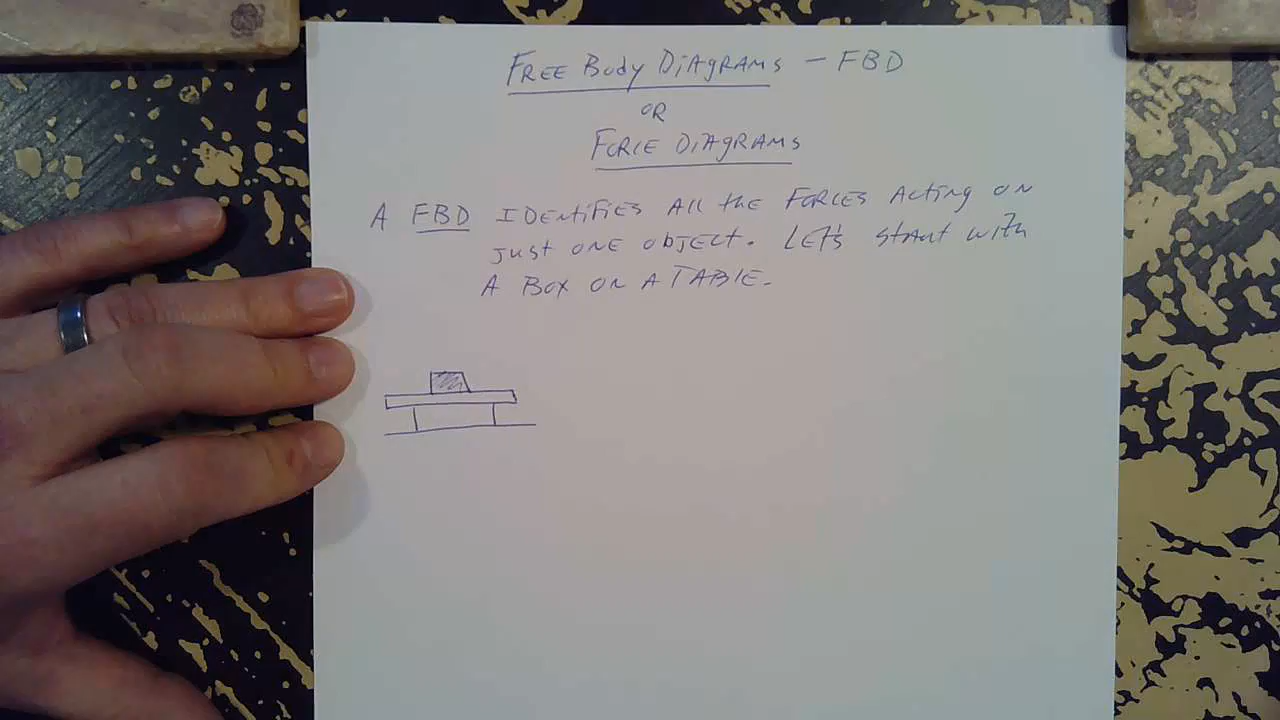 FREE BODY DIAGRAMS - FBD
OR
FORCE DIAGRAMS
A FBD IDENTIFIES All the FORCES Acting ON
just ONE OBJECT. LET'S start with
A BOX ON A TABLE.